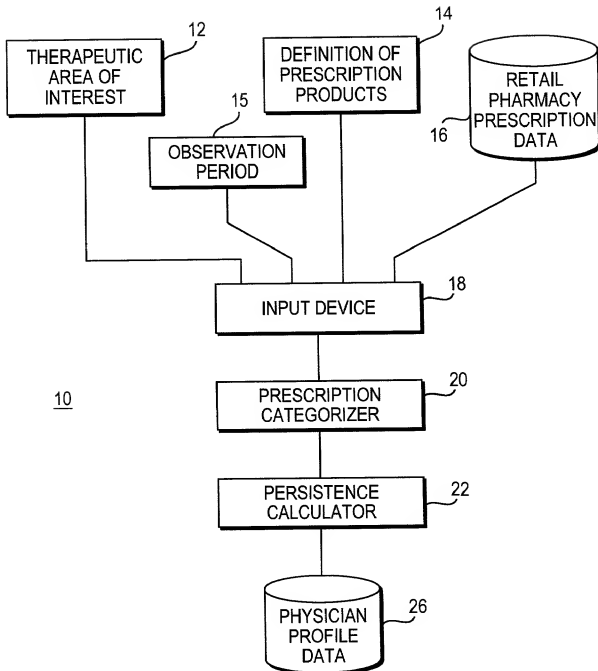 12
THERAPEUTIC
AREA OF
INTEREST
14
DEFINITION OF
PRESCRIPTION
PRODUCTS
RETAIL
PHARMACY
PRESCRIPTION
DATA
16
15
OBSERVATION
PERIOD
INPUT DEVICE
18
PRESCRIPTION
CATEGORIZER
20
10
PERSISTENCE
CALCULATOR
22
PHYSICIAN
PROFILE
DATA
26